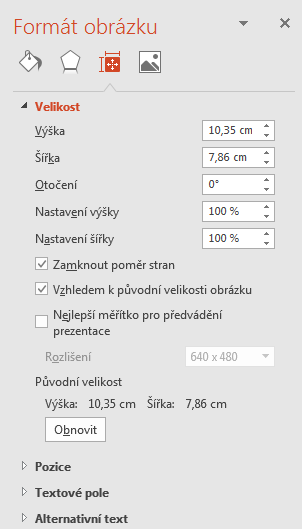 Formát obrázku
Velikost
Výška 10,35 cm
Šířka 7,86 cm
Otočení 0°
Nastavení výšky 100 %
Nastavení šířky 100 %
Zamknout poměr stran
Vzhledem k původní velikosti obrázku
Nejlepší měřítko pro předvádění
prezentace
Rozlišení 640 x 480
Původní velikost
Výška: 10,35 cm Šířka: 7,86 cm
Obnovit
Pozice
Textové pole
Alternativní text